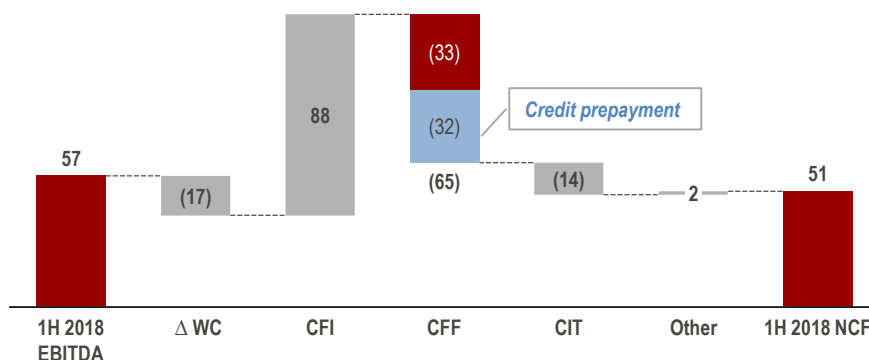 (33)
88
(32)
Credit prepayment
57
(17)
(65)
(14)
2
51
1H 2018
EBITDA
Δ WC
CFI
CFF
CIT
Other
1H 2018 NCF